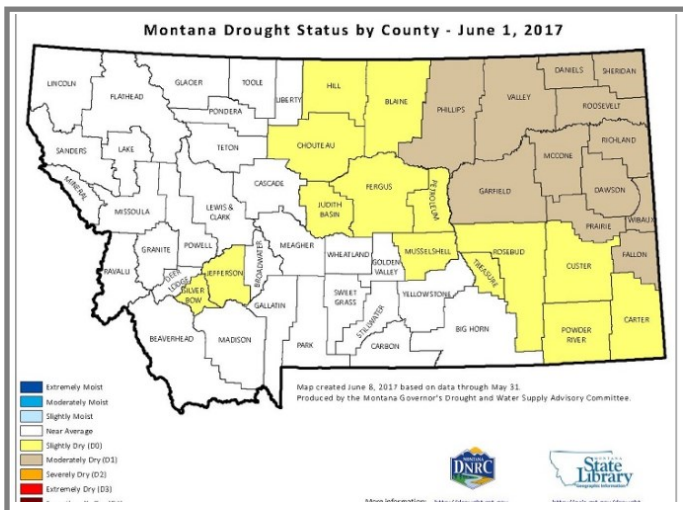 Montana Drought Status by County - June 1, 2017
LINCOLN
FLATHEAD
GLACIER
TOOLE
LIBERTY
HILL
BLAINE
PHILLIPS
VALLEY
DANIELS
SHERIDAN
ROOSEVELT
PONDERA
SANDERS
LAKE
TETON
CHOUTEAU
RICHLAND
MCCONE
MINERAL
MISSOULA
LEWIS &
CLARK
CASCADE
JUDITH
BASIN
FERGUS
PETROLEUM
GARFIELD
DAWSON
PRAIRIE
WIBAUX
GRANITE
POWELL
MEAGHER
WHEATLAND
GOLDEN
VALLEY
MUSSELSHELL
ROSEBUD
TREASURE
CUSTER
FALLON
RAVALLI
DEER
LODGE
SILVER
BOW
JEFFERSON
BROADWATER
GALLATIN
SWEET
GRASS
STILLWATER
YELLOWSTONE
BIG HORN
POWDER
RIVER
CARTER
BEAVERHEAD
MADISON
PARK
CARBON
Extremely Moist
Moderately Moist
Slightly Moist
Near Average
Slightly Dry (D0)
Moderately Dry (D1)
Severely Dry (D2)
Extremely Dry (D3)
Map created June 8, 2017 based on data through May 31.
Produced by the Montana Governor's Drought and Water Supply Advisory Committee.
MONTANA
DNRC
MONTANA
State
Library
Geographic Information